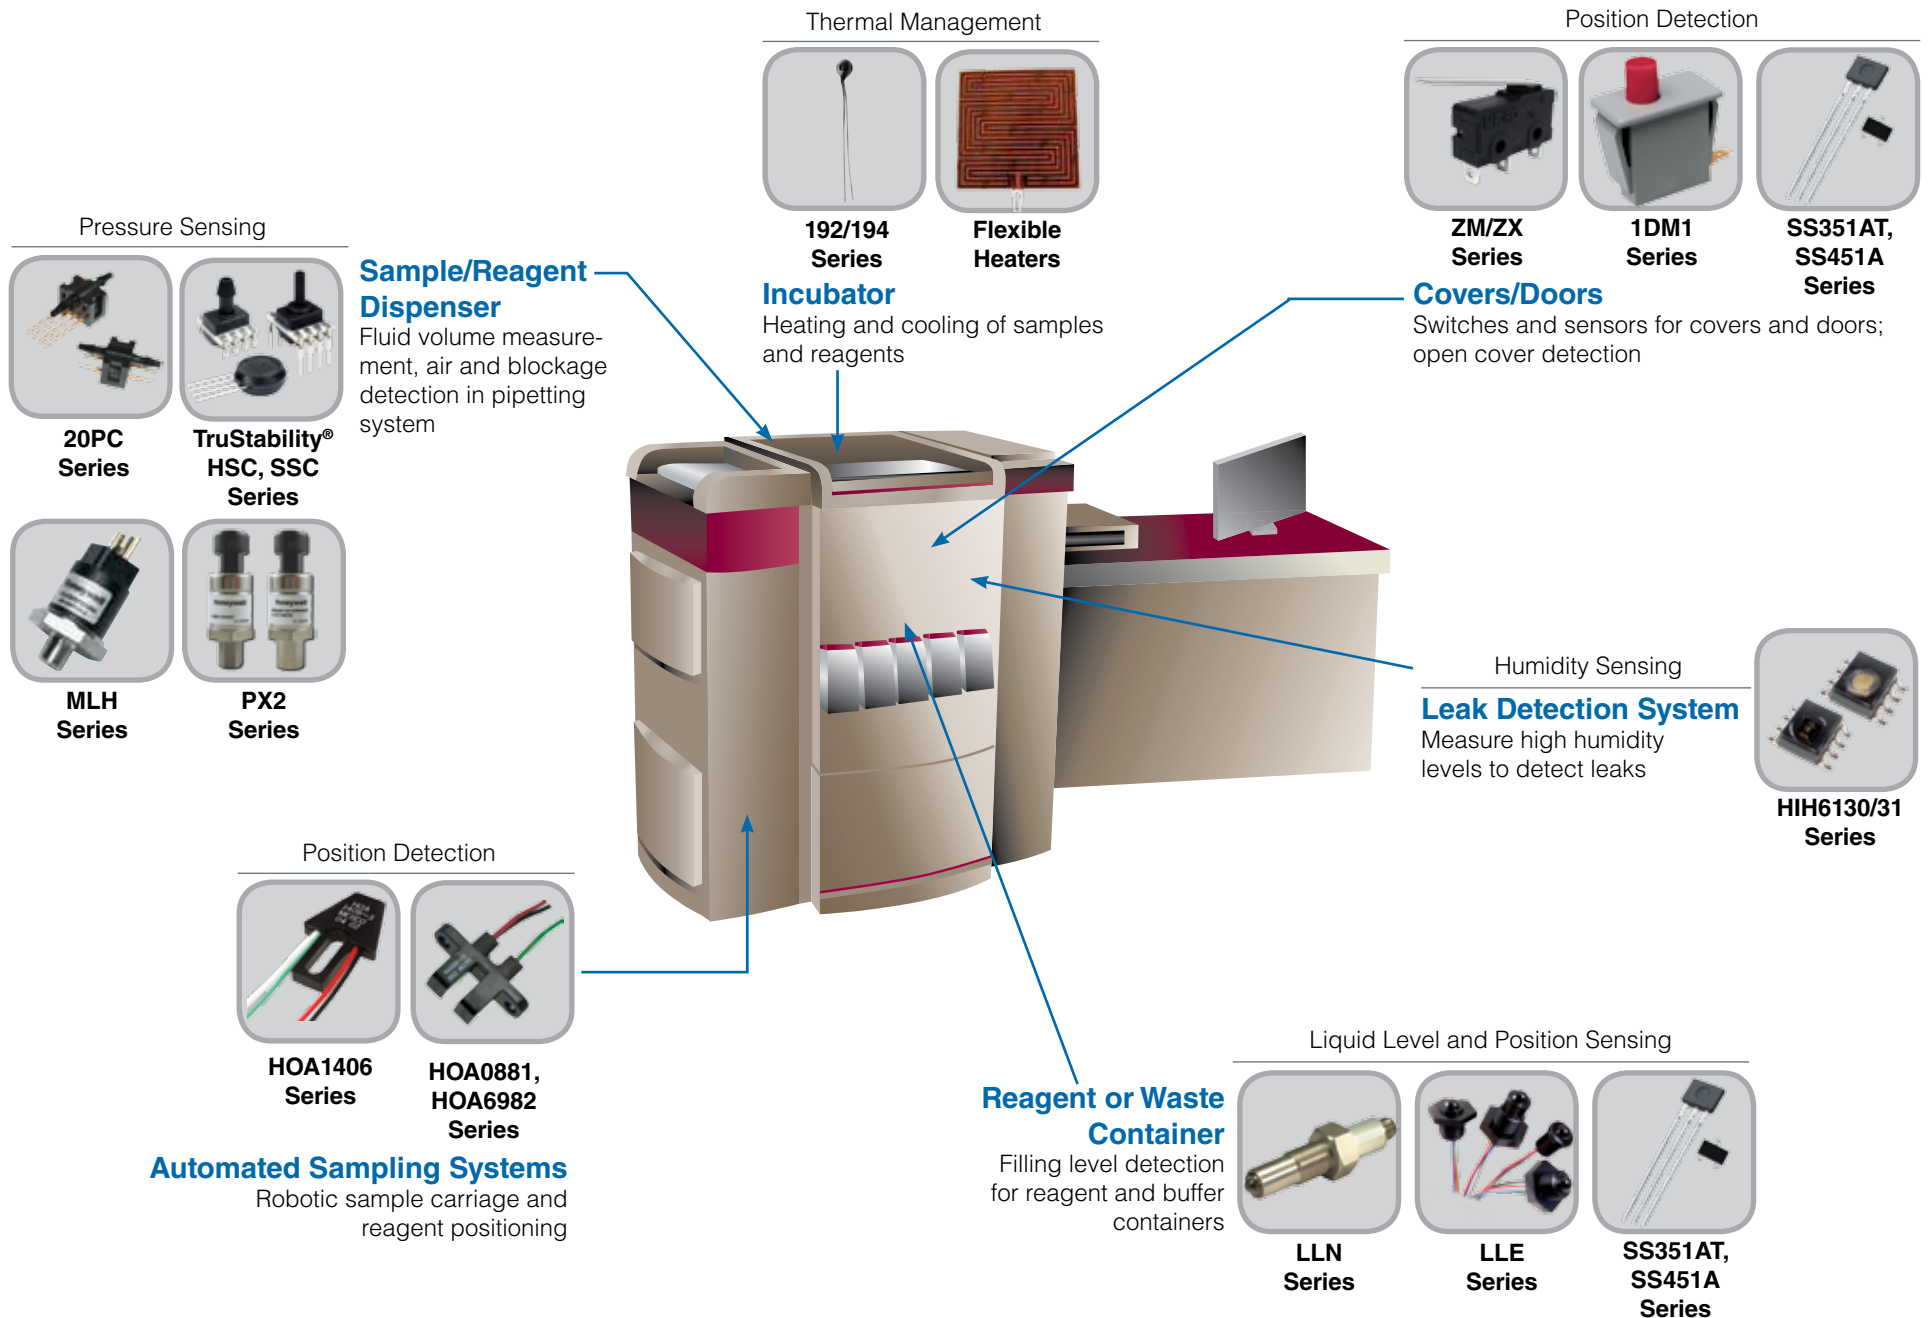 Thermal Management
192/194
Series
Flexible
Heaters
Incubator
Heating and cooling of samples
and reagents
Position Detection
ZM/ZX
Series
1DM1
Series
SS351AT,
SS451A
Series
Covers/Doors
Switches and sensors for covers and doors;
open cover detection
Pressure Sensing
20PC
Series
TruStability®
HSC, SSC
Series
MLH
Series
PX2
Series
Sample/Reagent
Dispenser
Fluid volume measure-
ment, air and blockage
detection in pipetting
system
Humidity Sensing
Leak Detection System
Measure high humidity
levels to detect leaks
HIH6130/31
Series
Position Detection
HOA1406
Series
HOA0881,
HOA6982
Series
Automated Sampling Systems
Robotic sample carriage and
reagent positioning
Liquid Level and Position Sensing
Reagent or Waste
Container
Filling level detection
for reagent and buffer
containers
LLN
Series
LLE
Series
SS351AT,
SS451A
Series